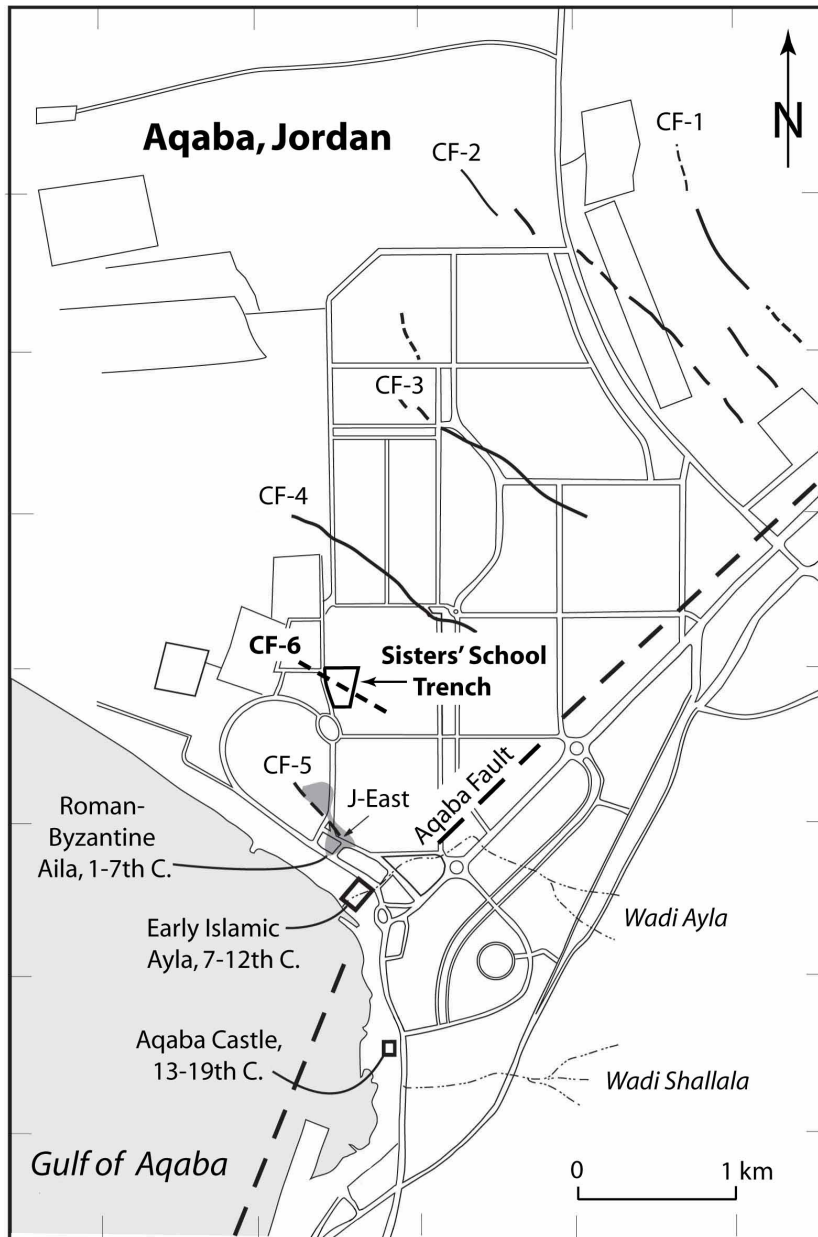 Aqaba, Jordan
N
CF-1
CF-2
CF-3
CF-4
CF-6
Sisters' School
Trench
CF-5
J-East
Aqaba Fault
Roman-
Byzantine
Aila, 1-7th C.
Early Islamic
Ayla, 7-12th C.
Wadi Ayla
Aqaba Castle,
13-19th C.
Wadi Shallala
Gulf of Aqaba
0
1 km